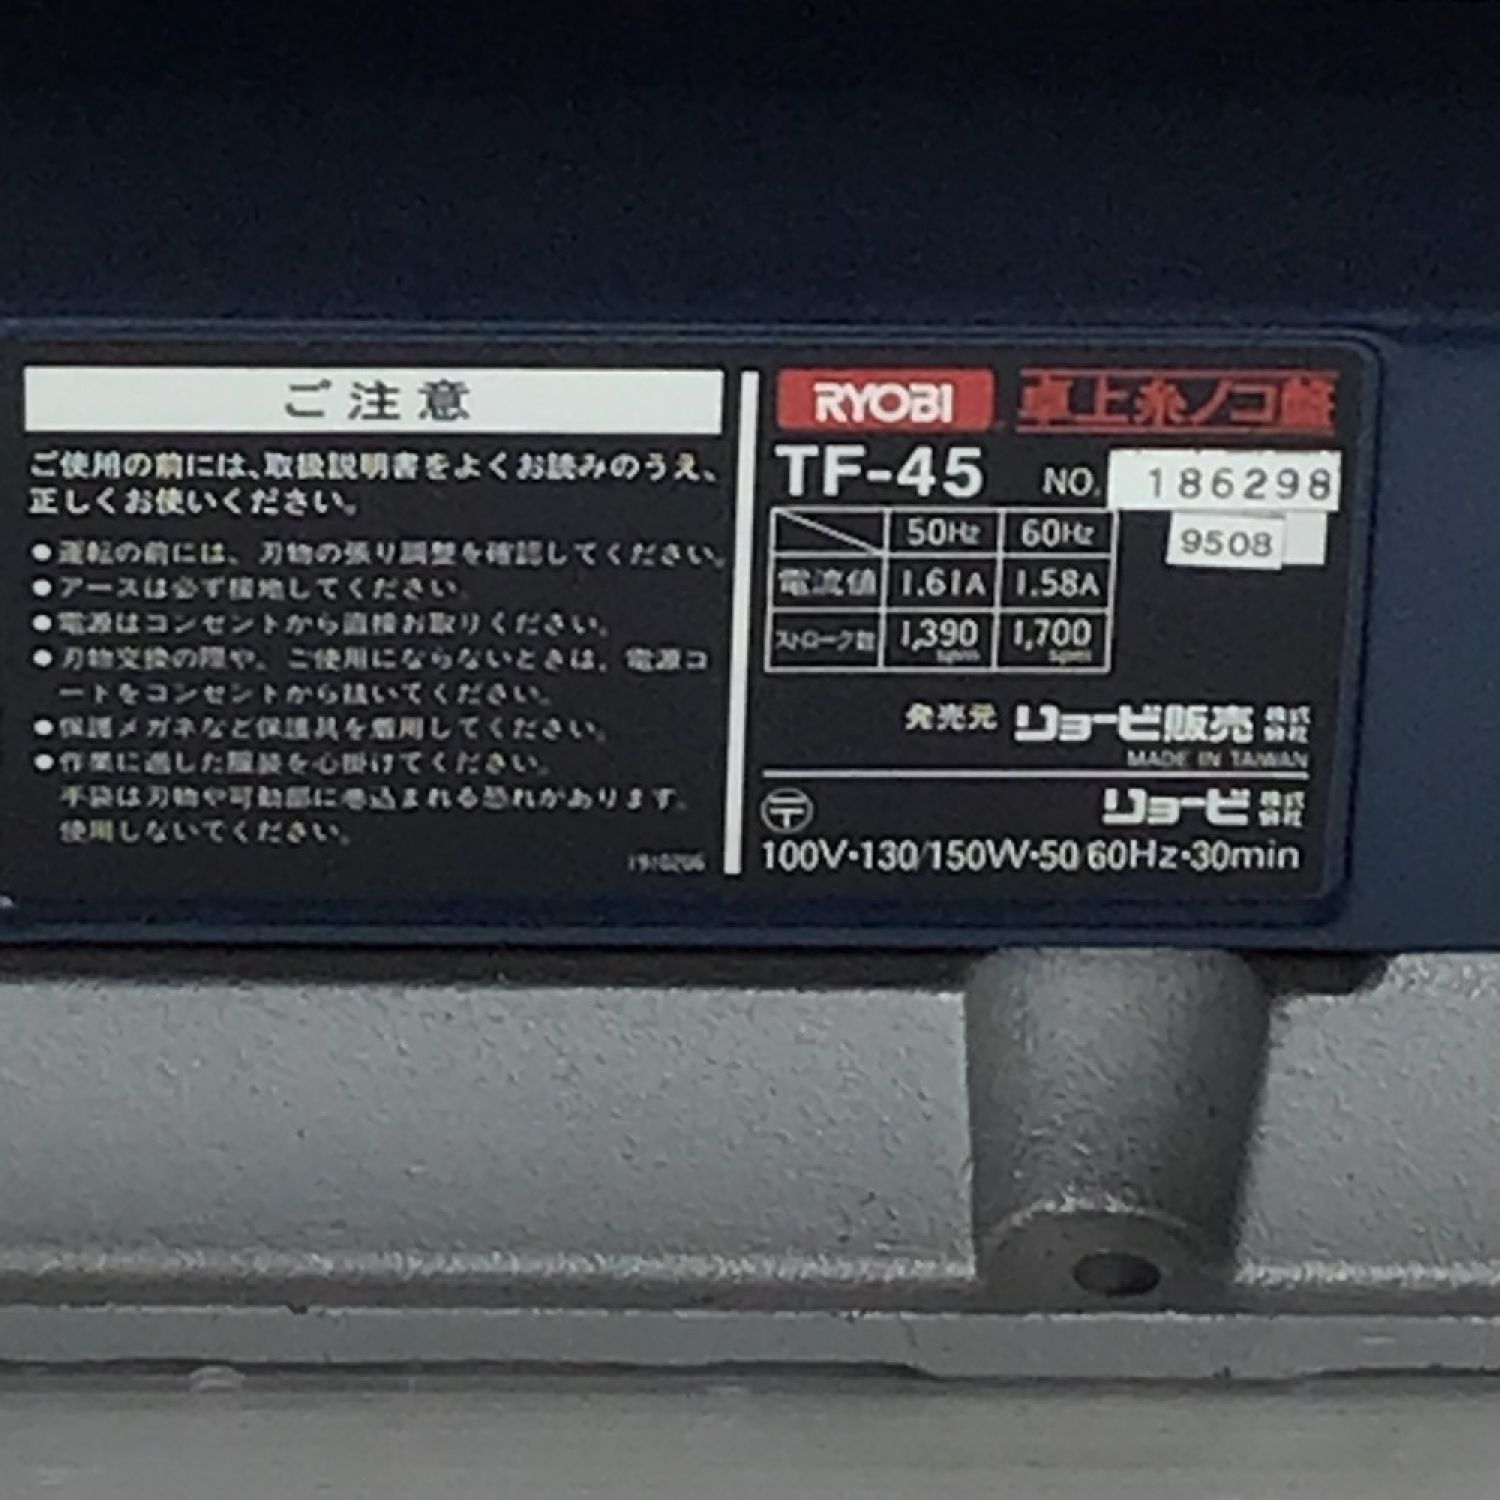 ご注意
ご使用の前には、取扱説明書をよくお読みのうえ、
正しくお使いください。
●運転の前には、刃物の張り調整を確認してください。
●アースは必ず接地してください
●電源はコンセントから直接お取りください。
●刃物交換の際や、ご使用にならないときは、電源コ
ードをコンセントから抜いてください。
●保護メガネなど保護具を着用してください。
●作業に適した服装を心掛けてください。
手袋は刃物や可動部に巻込まれる恐れがあります。
使用しないでください。
1910206
RYOBI 卓上糸ノコ盤
TF-45 NO. 186298
9508
50Hz 60Hz
電流値 1.61A 1.58A
ストローク数 1,390spm 1,700spm
発売元 リョービ販売 株式会社
MADE IN TAIWAN
〒 リョービ 株式会社
100V・130/150W・50/60Hz・30min